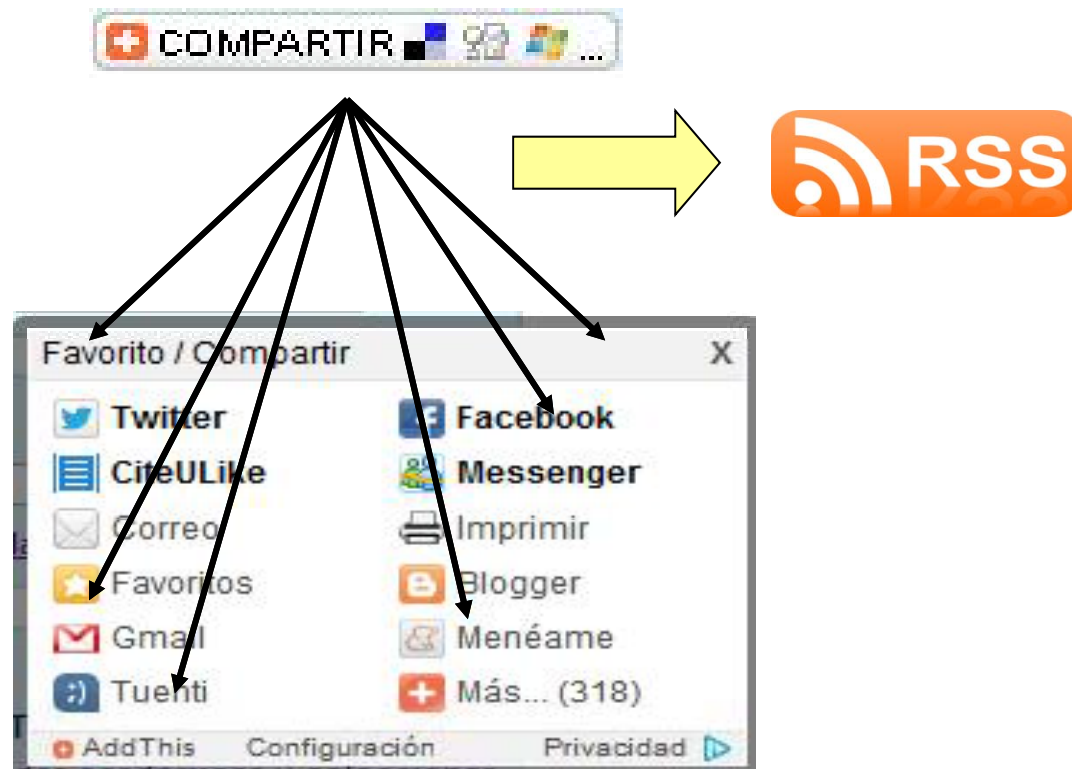 COMPARTIR ...
RSS
Favorito / Compartir X
Twitter Facebook
CiteULike Messenger
Correo Imprimir
Favoritos Blogger
Gmail Menéame
Tuenti Más... (318)
AddThis Configuración Privacidad